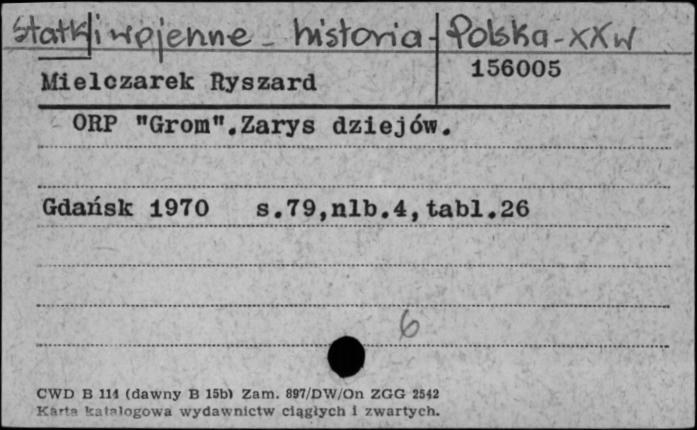 Statki wojenne - historia - Polska - XXw
156005
Mielczarek Ryszard
ORP "Grom".Zarys dziejów.
Gdańsk 1970 s.79,nlb.4,tabl.26
6
CWD B 114 (dawny B 15b) Zam. 897/DW/On ZGG 2542
Karta katalogowa wydawnictw ciągłych i zwartych.